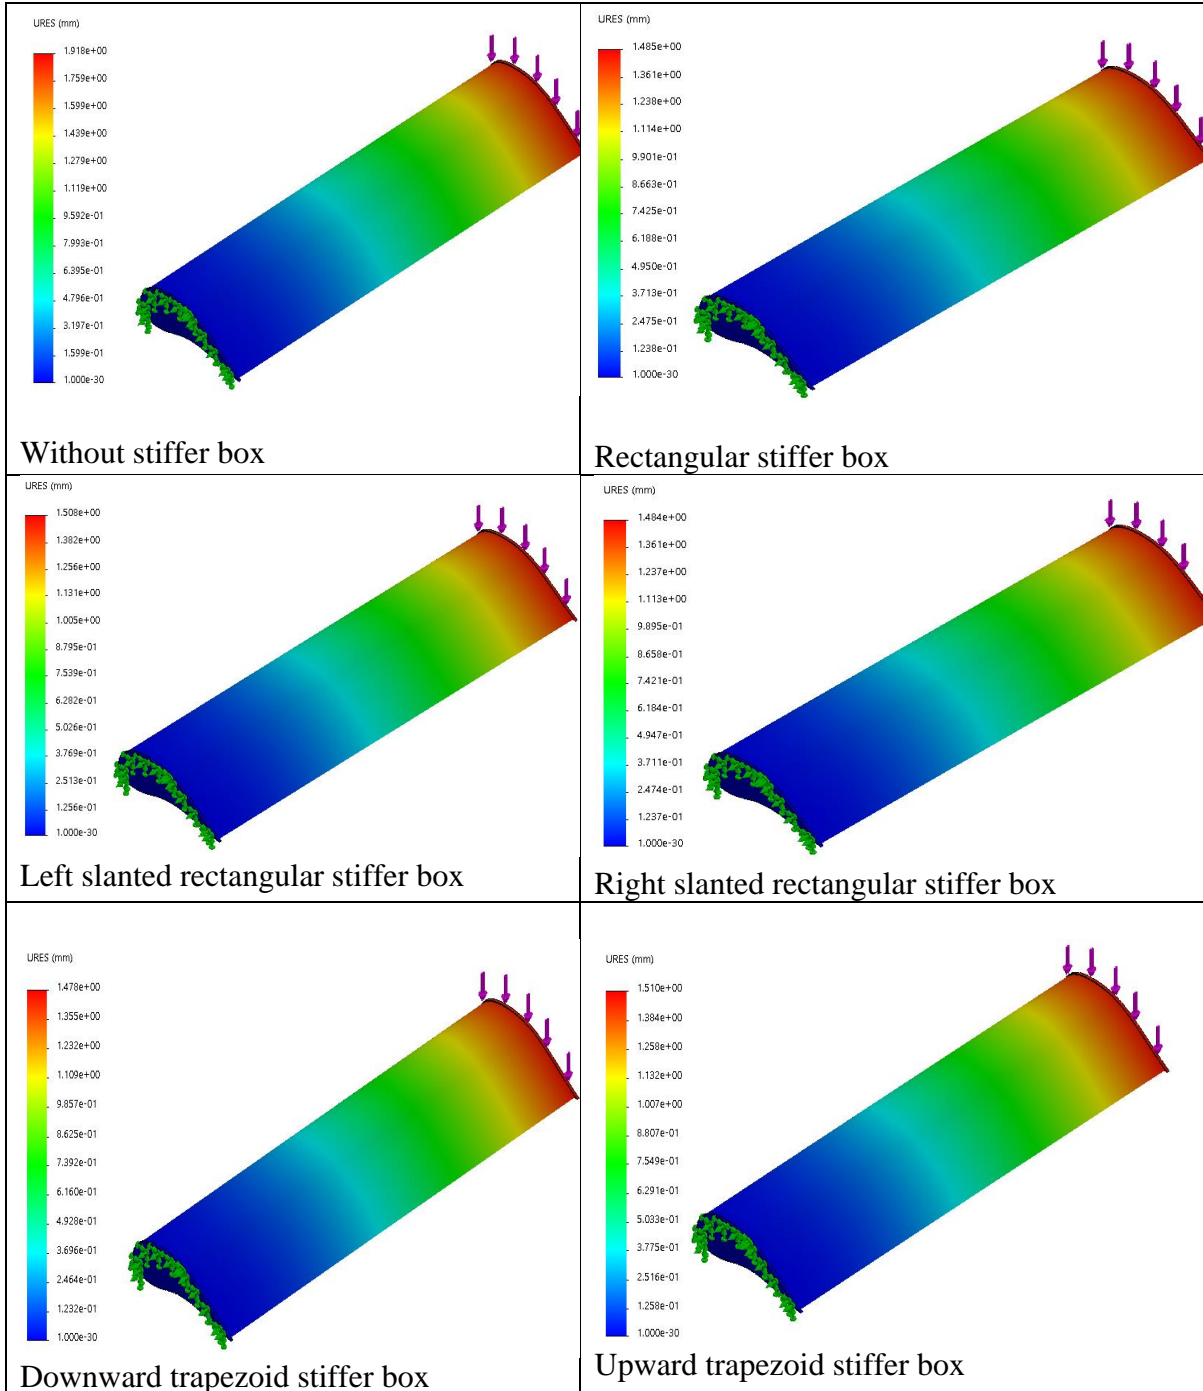 URES (mm)
1.918e+00
1.759e+00
1.599e+00
1.439e+00
1.279e+00
1.119e+00
9.592e-01
7.993e-01
6.395e-01
4.796e-01
3.197e-01
1.599e-01
1.000e-30
Without stiffer box
URES (mm)
1.485e+00
1.361e+00
1.238e+00
1.114e+00
9.901e-01
8.663e-01
7.425e-01
6.188e-01
4.950e-01
3.713e-01
2.475e-01
1.238e-01
1.000e-30
Rectangular stiffer box
URES (mm)
1.508e+00
1.382e+00
1.256e+00
1.131e+00
1.005e+00
8.795e-01
7.539e-01
6.282e-01
5.026e-01
3.769e-01
2.513e-01
1.256e-01
1.000e-30
Left slanted rectangular stiffer box
URES (mm)
1.484e+00
1.361e+00
1.237e+00
1.113e+00
9.895e-01
8.658e-01
7.421e-01
6.184e-01
4.947e-01
3.711e-01
2.474e-01
1.237e-01
1.000e-30
Right slanted rectangular stiffer box
URES (mm)
1.478e+00
1.355e+00
1.232e+00
1.109e+00
9.857e-01
8.625e-01
7.392e-01
6.160e-01
4.928e-01
3.696e-01
2.464e-01
1.232e-01
1.000e-30
Downward trapezoid stiffer box
URES (mm)
1.510e+00
1.384e+00
1.258e+00
1.132e+00
1.007e+00
8.807e-01
7.549e-01
6.291e-01
5.033e-01
3.775e-01
2.516e-01
1.258e-01
1.000e-30
Upward trapezoid stiffer box